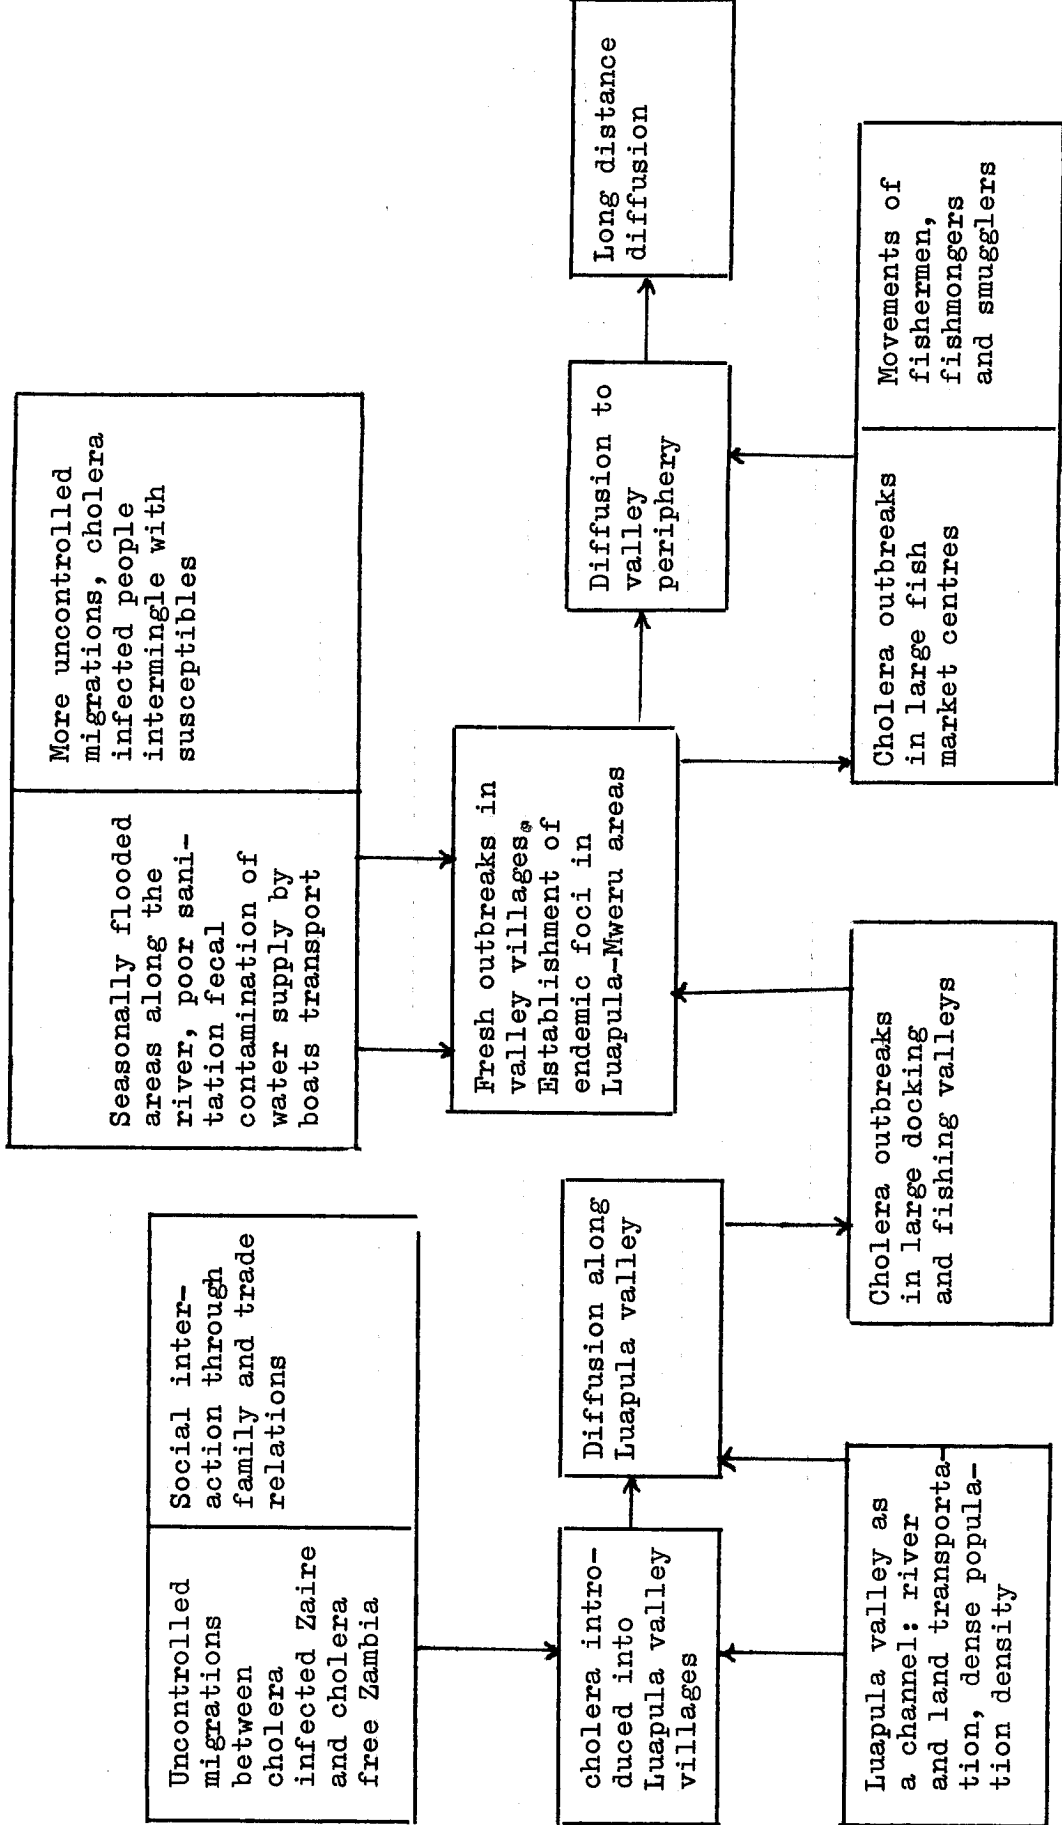 Uncontrolled
migrations
between
cholera
infected Zaire
and cholera
free Zambia
Social inter-
action through
family and trade
relations
Seasonally flooded
areas along the
river, poor sani-
tation fecal
contamination of
water supply by
boats transport
More uncontrolled
migrations, cholera
infected people
intermingle with
susceptibles
cholera intro-
duced into
Luapula valley
villages
Diffusion along
Luapula valley
Fresh outbreaks in
valley villages.
Establishment of
endemic foci in
Luapula-Mweru areas
Diffusion to
valley
periphery
Long distance
diffusion
Luapula valley as
a channel: river
and land transporta-
tion, dense popula-
tion density
Cholera outbreaks
in large docking
and fishing valleys
Cholera outbreaks
in large fish
market centres
Movements of
fishermen,
fishmongers
and smugglers